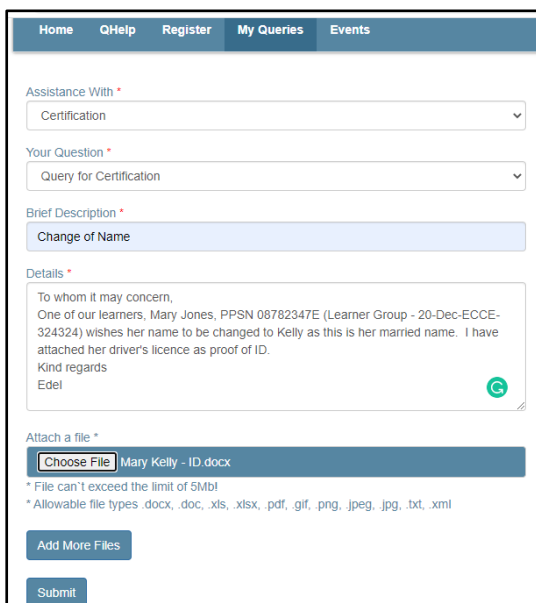 Home QHelp Register My Queries Events
Assistance With *
Certification
Your Question *
Query for Certification
Brief Description *
Change of Name
Details *
To whom it may concern,
One of our learners, Mary Jones, PPSN 08782347E (Learner Group - 20-Dec-ECCE-
324324) wishes her name to be changed to Kelly as this is her married name.  I have
attached her driver's licence as proof of ID.
Kind regards
Edel
Attach a file *
Choose File Mary Kelly - ID.docx
* File can`t exceed the limit of 5Mb!
* Allowable file types .docx, .doc, .xls, .xlsx, .pdf, .gif, .png, .jpeg, .jpg, .txt, .xml
Add More Files
Submit